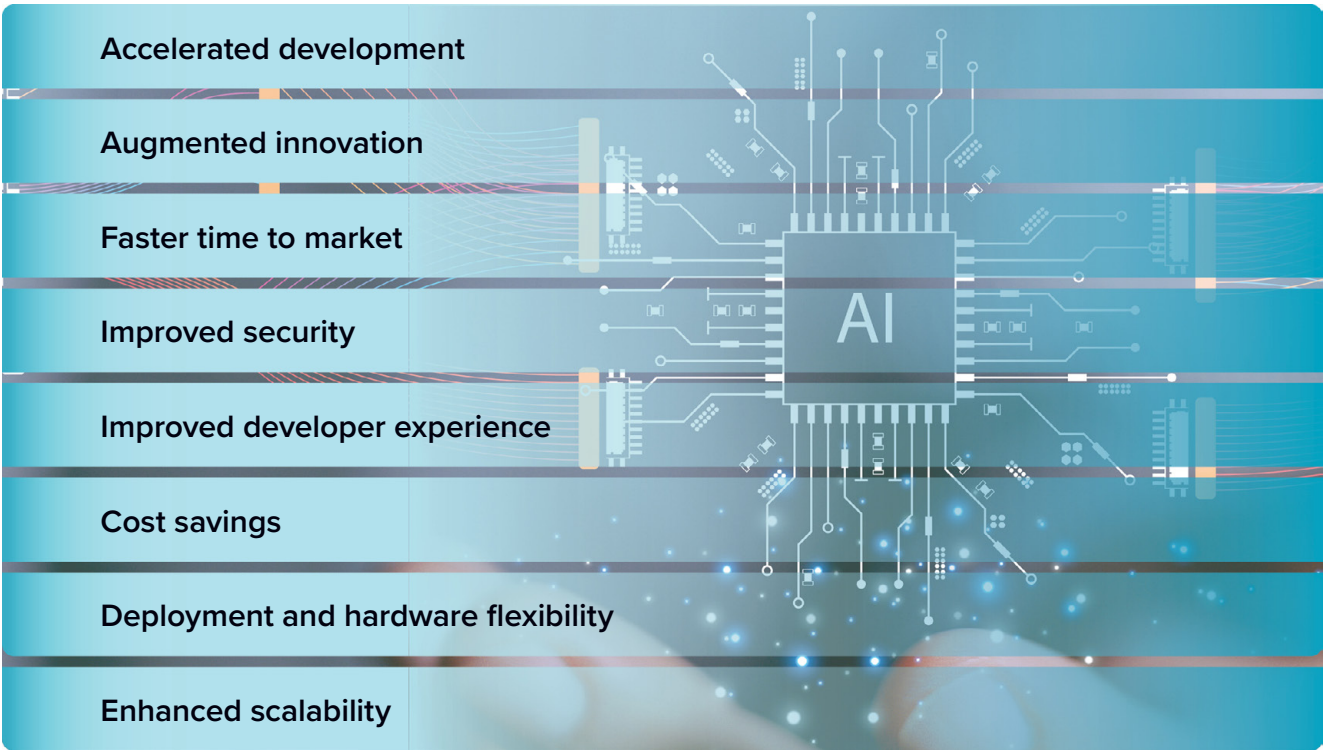 Accelerated development
Augmented innovation
Faster time to market
Improved security
Improved developer experience
Cost savings
Deployment and hardware flexibility
Enhanced scalability
AI